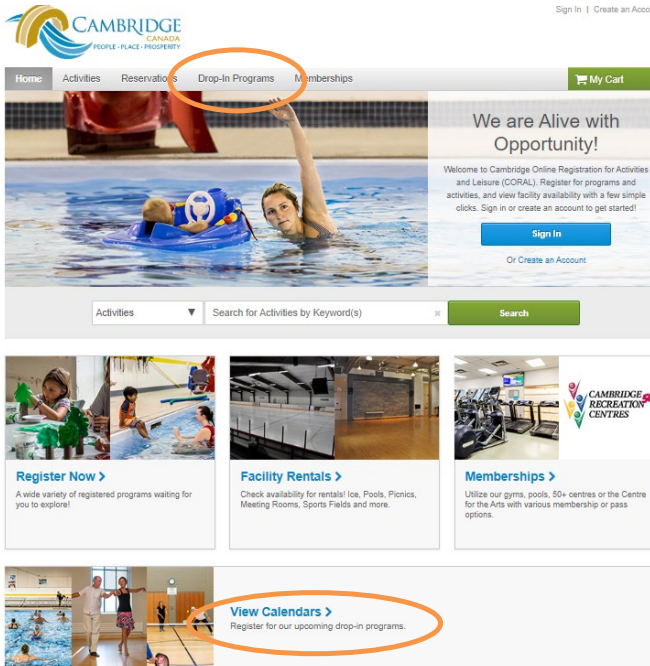 Sign In | Create an Acco
CAMBRIDGE
CANADA
PEOPLE • PLACE • PROSPERITY
Home Activities Reservations Drop-In Programs Memberships My Cart
We are Alive with
Opportunity!
Welcome to Cambridge Online Registration for Activities
and Leisure (CORAL). Register for programs and
activities, and view facility availability with a few simple
clicks. Sign in or create an account to get started!
Sign In
Or Create an Account
Activities ▼ Search for Activities by Keyword(s) × Search
CAMBRIDGE
RECREATION
CENTRES
Register Now >
A wide variety of registered programs waiting for
you to explore!
Facility Rentals >
Check availability for rentals! Ice, Pools, Picnics,
Meeting Rooms, Sports Fields and more.
Memberships >
Utilize our gyms, pools, 50+ centres or the Centre
for the Arts with various membership or pass
options.
View Calendars >
Register for our upcoming drop-in programs.